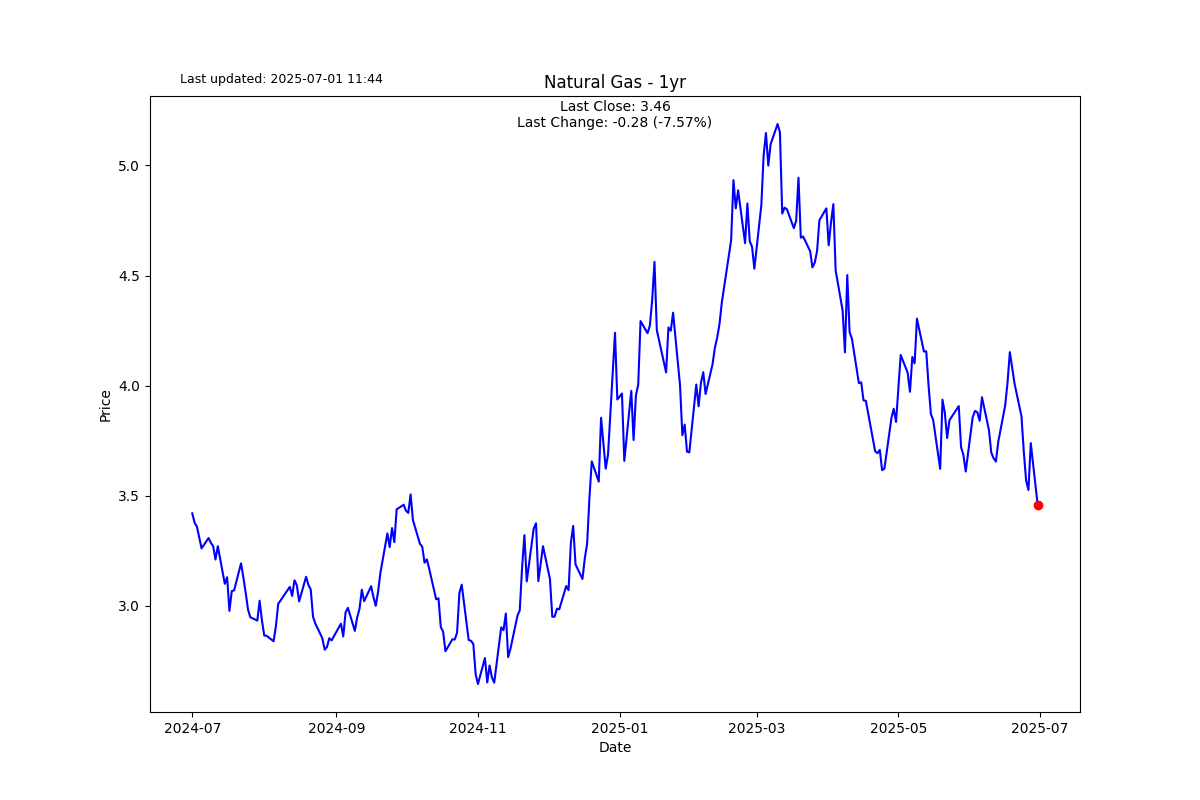 Last updated: 2025-07-01 11:44
Natural Gas - 1yr
Last Close: 3.46
Last Change: -0.28 (-7.57%)
Price
5.0
4.5
4.0
3.5
3.0
2024-07
2024-09
2024-11
2025-01
2025-03
2025-05
2025-07
Date